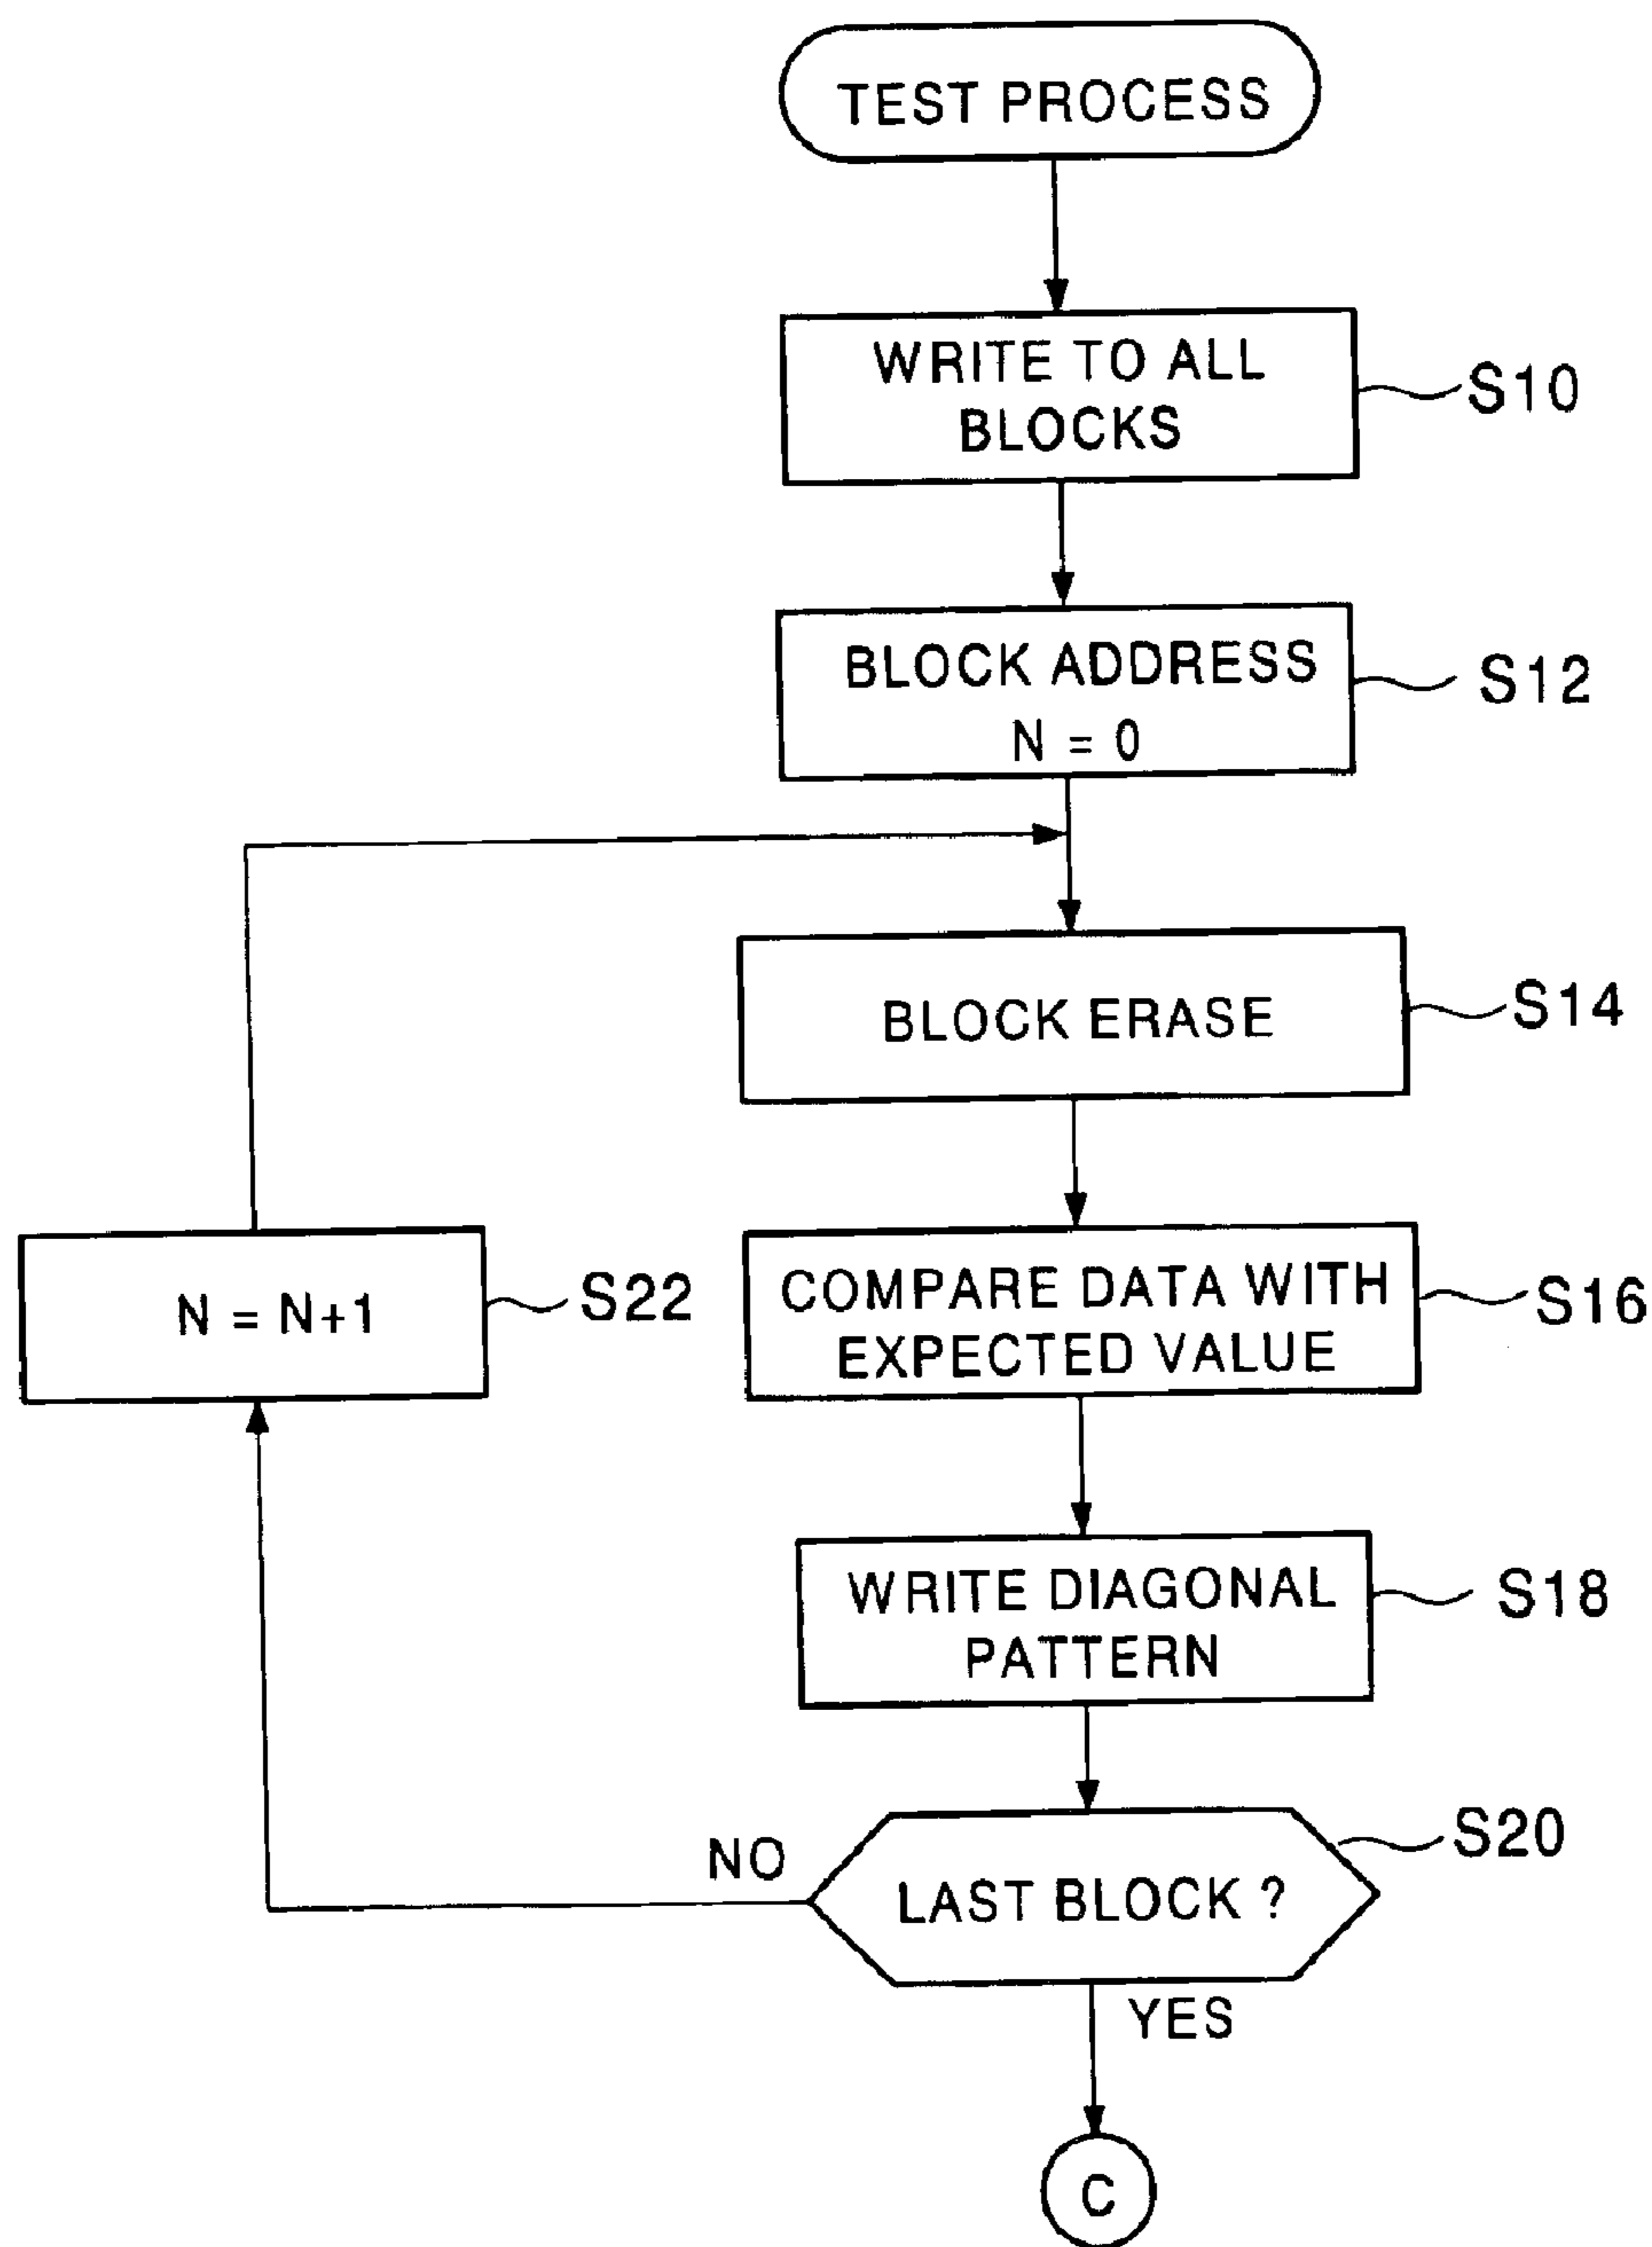 TEST PROCESS
WRITE TO ALL
BLOCKS
S10
BLOCK ADDRESS
N = 0
S12
BLOCK ERASE
S14
COMPARE DATA WITH
EXPECTED VALUE
S16
N = N+1
S22
WRITE DIAGONAL
PATTERN
S18
LAST BLOCK ?
S20
NO
YES
C